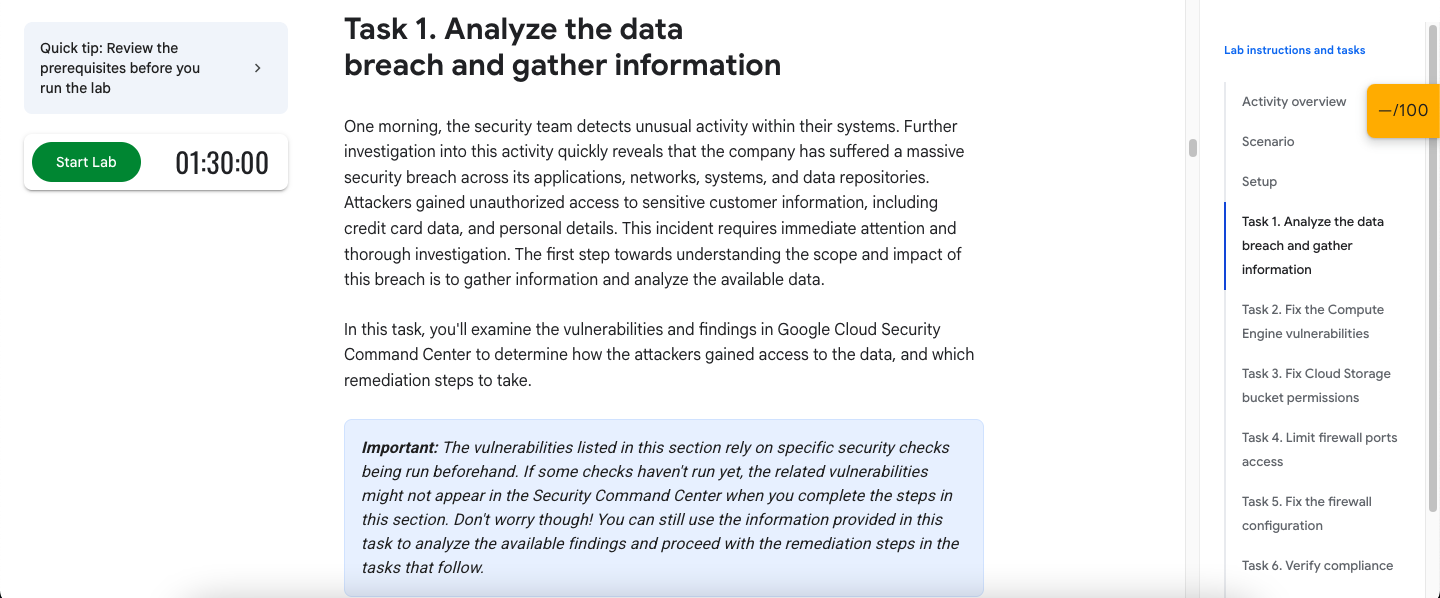 Quick tip: Review the
prerequisites before you
run the lab
Start Lab
01:30:00
Task 1. Analyze the data
breach and gather information
One morning, the security team detects unusual activity within their systems. Further
investigation into this activity quickly reveals that the company has suffered a massive
security breach across its applications, networks, systems, and data repositories.
Attackers gained unauthorized access to sensitive customer information, including
credit card data, and personal details. This incident requires immediate attention and
thorough investigation. The first step towards understanding the scope and impact of
this breach is to gather information and analyze the available data.
In this task, you'll examine the vulnerabilities and findings in Google Cloud Security
Command Center to determine how the attackers gained access to the data, and which
remediation steps to take.
Important: The vulnerabilities listed in this section rely on specific security checks
being run beforehand. If some checks haven't run yet, the related vulnerabilities
might not appear in the Security Command Center when you complete the steps in
this section. Don't worry though! You can still use the information provided in this
task to analyze the available findings and proceed with the remediation steps in the
tasks that follow.
Lab instructions and tasks
Activity overview
—/100
Scenario
Setup
Task 1. Analyze the data
breach and gather
information
Task 2. Fix the Compute
Engine vulnerabilities
Task 3. Fix Cloud Storage
bucket permissions
Task 4. Limit firewall ports
access
Task 5. Fix the firewall
configuration
Task 6. Verify compliance